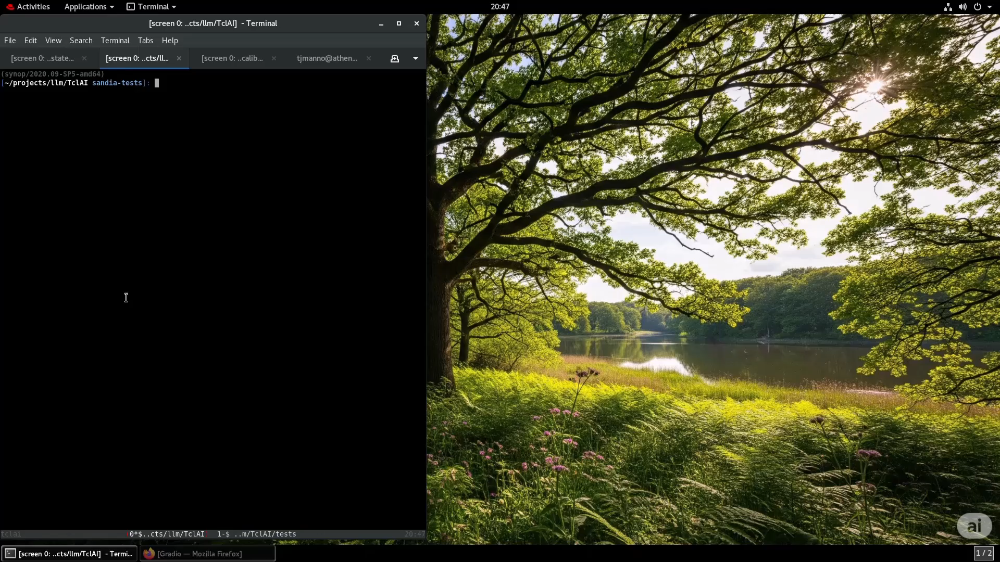 Activities Applications Terminal 20:47
[screen 0: ..cts/llm/TclAI] - Terminal
File Edit View Search Terminal Tabs Help
[screen 0: ..state... [screen 0: ..cts/ll... [screen 0: ..calib... tjmanno@athen...
(synop/2020.09-SP5-amd64)
[~/projects/llm/TclAI sandia-tests]:
ai
tclai 0*$..cts/llm/TclAI 1-$ ..m/TclAI/tests 20:47
[screen 0: ..cts/llm/TclAI] - Termi... [Gradio — Mozilla Firefox] 1 / 2